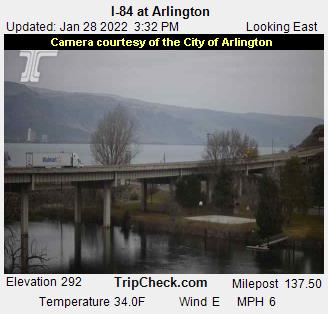 I-84 at Arlington
Updated: Jan 28 2022 3:32 PM Looking East
Camera courtesy of the City of Arlington
Walmart
Elevation 292 TripCheck.com Milepost 137.50
Temperature 34.0F Wind E MPH 6